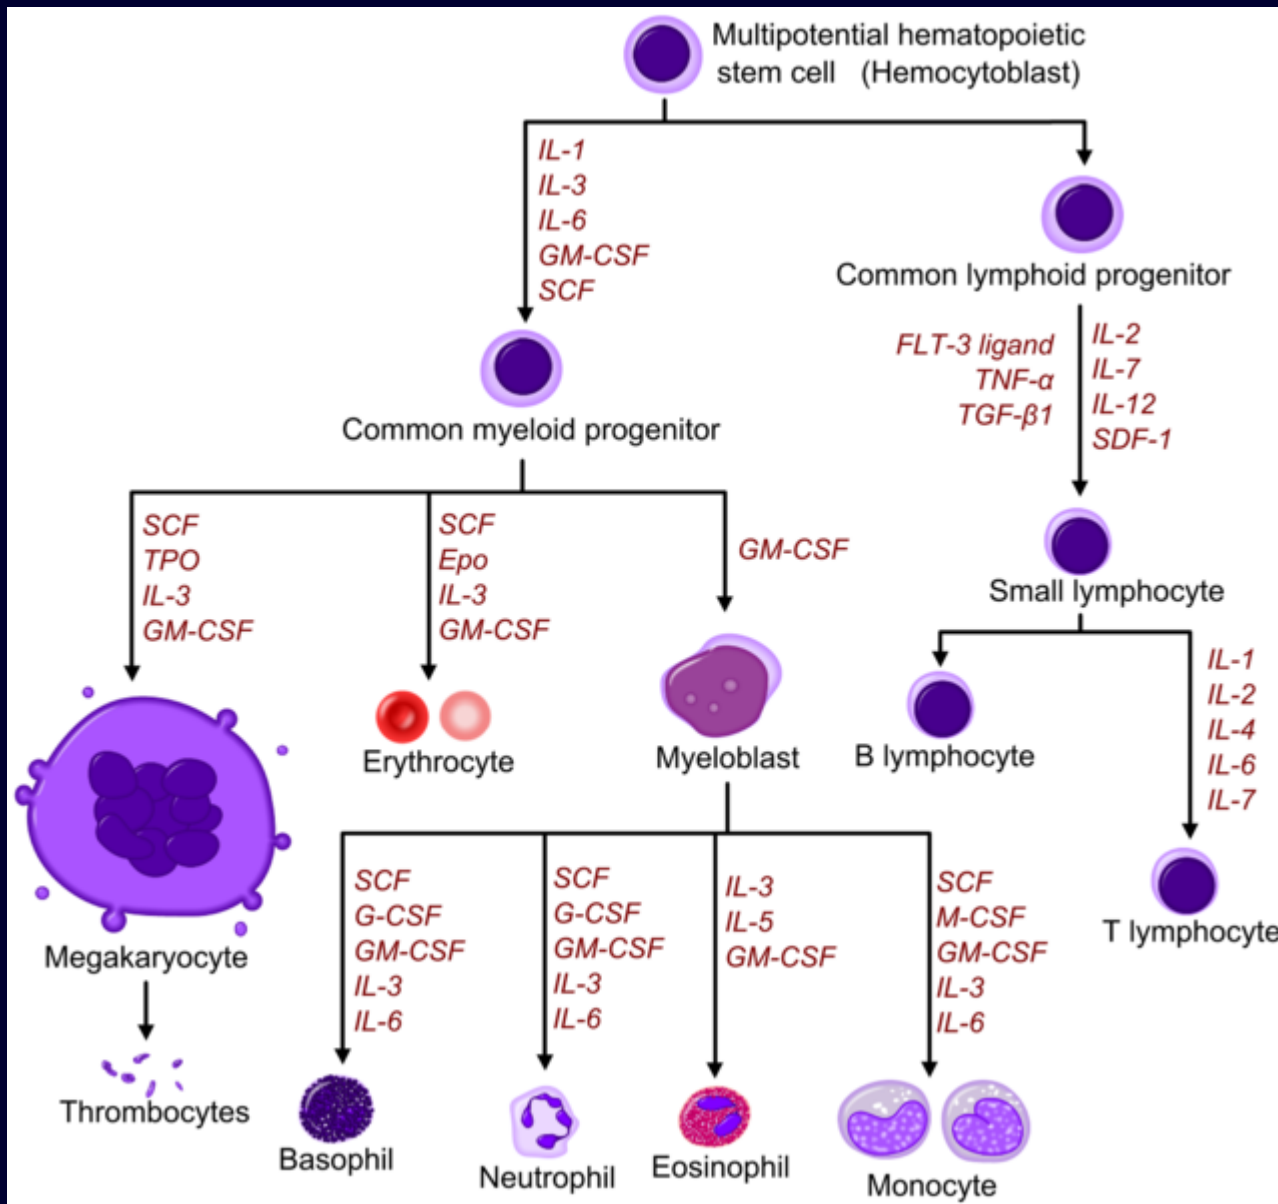 Multipotential hematopoietic
stem cell (Hemocytoblast)
IL-1
IL-3
IL-6
GM-CSF
SCF
Common lymphoid progenitor
FLT-3 ligand
TNF-α
TGF-β1
IL-2
IL-7
IL-12
SDF-1
Common myeloid progenitor
SCF
TPO
IL-3
GM-CSF
SCF
Epo
IL-3
GM-CSF
GM-CSF
Small lymphocyte
IL-1
IL-2
IL-4
IL-6
IL-7
Erythrocyte
Myeloblast
B lymphocyte
Megakaryocyte
SCF
G-CSF
GM-CSF
IL-3
IL-6
SCF
G-CSF
GM-CSF
IL-3
IL-6
IL-3
IL-5
GM-CSF
SCF
M-CSF
GM-CSF
IL-3
IL-6
T lymphocyte
Thrombocytes
Basophil
Neutrophil
Eosinophil
Monocyte